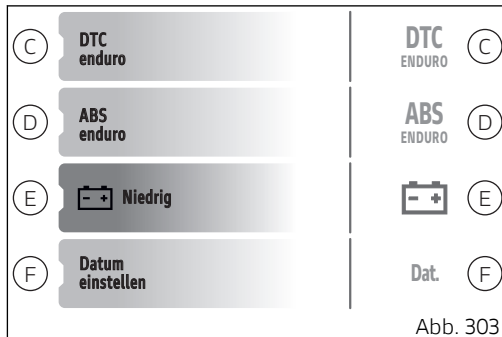 C DTC enduro DTC ENDURO C
D ABS enduro ABS ENDURO D
E - + Niedrig - + E
F Datum einstellen Dat. F
Abb. 303